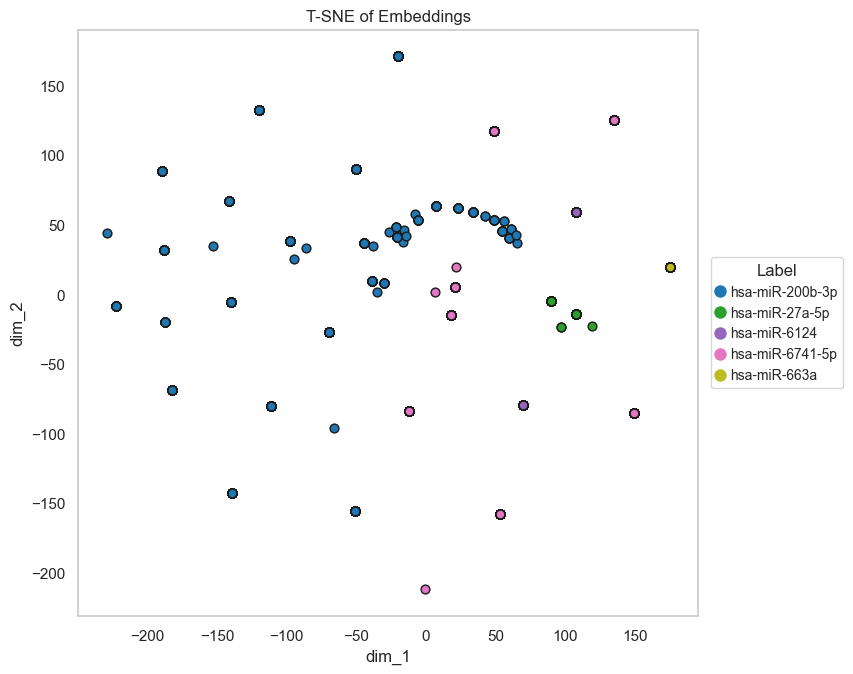 T-SNE of Embeddings
dim_2
150
100
50
0
−50
−100
−150
−200
−200
−150
−100
−50
0
50
100
150
dim_1
Label
hsa-miR-200b-3p
hsa-miR-27a-5p
hsa-miR-6124
hsa-miR-6741-5p
hsa-miR-663a